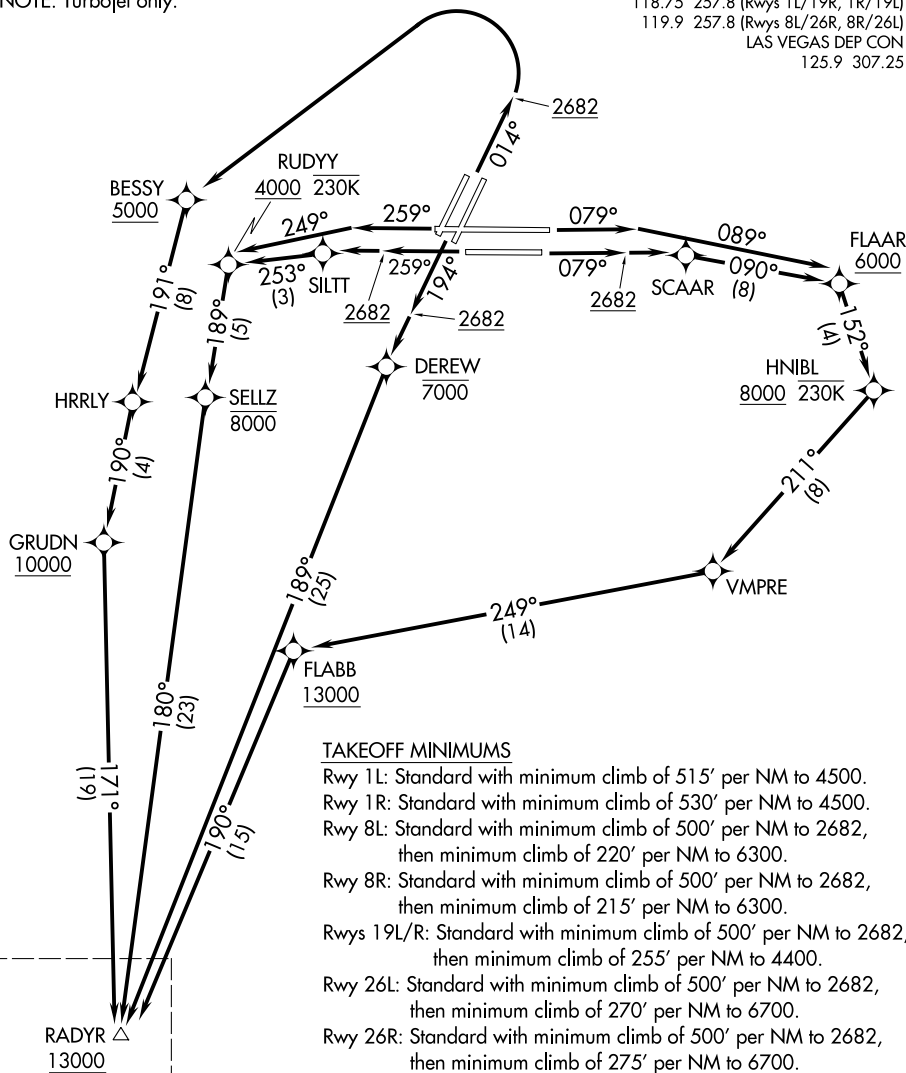 NOTE: Turbojet only.
118.75 257.8 (Rwys 1L/19R, 1R/19L)
119.9 257.8 (Rwys 8L/26R, 8R/26L)
LAS VEGAS DEP CON
125.9 307.25
2682
014°
RUDYY
4000 230K
BESSY
5000
249°
259°
079°
089°
FLAAR
6000
253°
(3)
SILTT
259°
194°
079°
SCAAR
090°
(8)
2682
2682
2682
191°
(8)
189°
(5)
152°
(4)
DEREW
7000
HNIBL
8000 230K
HRRLY
SELLZ
8000
190°
(4)
211°
(8)
GRUDN
10000
189°
(25)
VMPRE
249°
(14)
FLABB
13000
180°
(23)
171°
(19)
190°
(15)
TAKEOFF MINIMUMS
Rwy 1L: Standard with minimum climb of 515' per NM to 4500.
Rwy 1R: Standard with minimum climb of 530' per NM to 4500.
Rwy 8L: Standard with minimum climb of 500' per NM to 2682,
then minimum climb of 220' per NM to 6300.
Rwy 8R: Standard with minimum climb of 500' per NM to 2682,
then minimum climb of 215' per NM to 6300.
Rwys 19L/R: Standard with minimum climb of 500' per NM to 2682,
then minimum climb of 255' per NM to 4400.
Rwy 26L: Standard with minimum climb of 500' per NM to 2682,
then minimum climb of 270' per NM to 6700.
Rwy 26R: Standard with minimum climb of 500' per NM to 2682,
then minimum climb of 275' per NM to 6700.
RADYR
13000